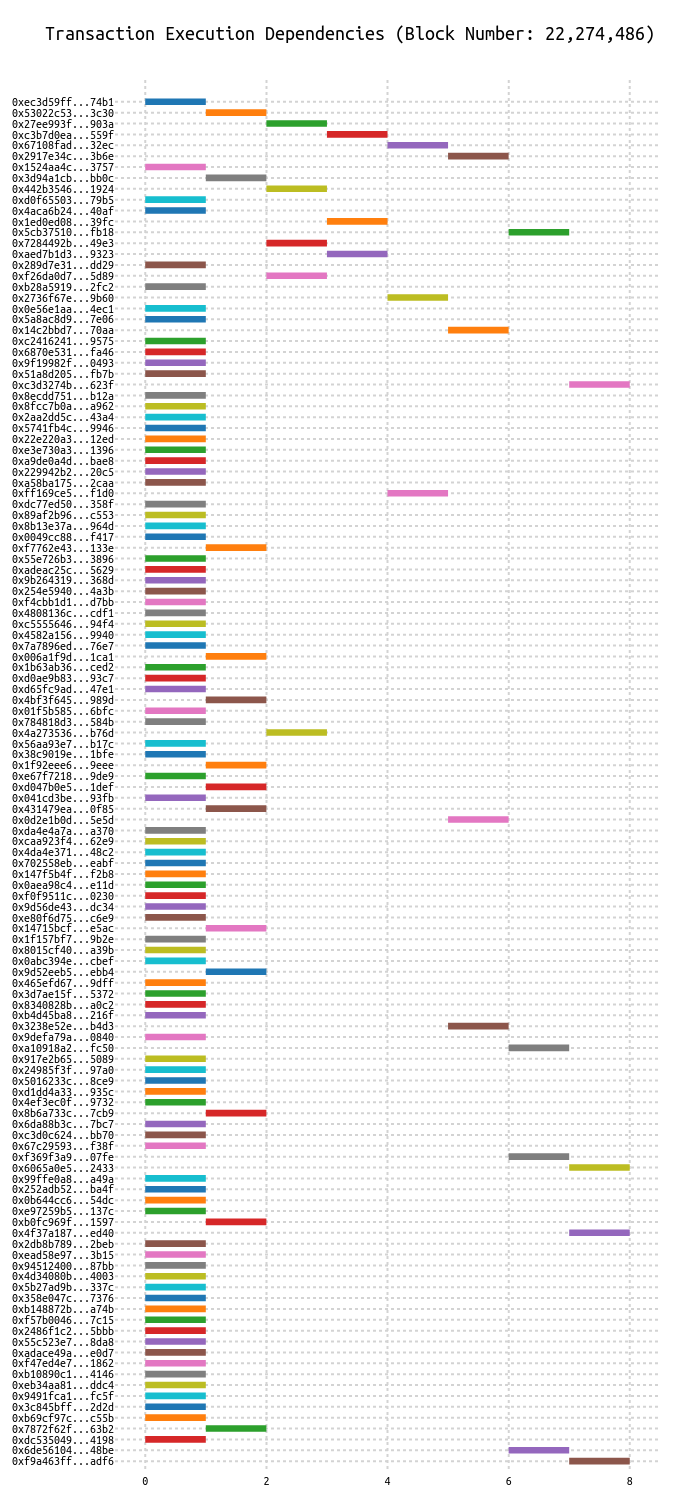 Transaction Execution Dependencies (Block Number: 22,274,486)
0xec3d59ff...74b1
0x53022c53...3c30
0x27ee993f...903a
0xc3b7d0ea...559f
0x67108fad...32ec
0x2917e34c...3b6e
0x1524aa4c...3757
0x3d94a1cb...bb0c
0x442b3546...1924
0xd0f65503...79b5
0x4aca6b24...40af
0x1ed0ed08...39fc
0x5cb37510...fb18
0x7284492b...49e3
0xaed7b1d3...9323
0x289d7e31...dd29
0xf26da0d7...5d89
0xb28a5919...2fc2
0x2736f67e...9b60
0x0e56e1aa...4ec1
0x5a8ac8d9...7e06
0x14c2bbd7...70aa
0xc2416241...9575
0x6870e531...fa46
0x9f19982f...0493
0x51a8d205...fb7b
0xc3d3274b...623f
0x8ecdd751...b12a
0x8fcc7b0a...a962
0x2aa2dd5c...43a4
0x5741fb4c...9946
0x22e220a3...12ed
0xe3e730a3...1396
0xa9de0a4d...bae8
0x229942b2...20c5
0xa58ba175...2caa
0xff169ce5...f1d0
0xdc77ed50...358f
0x89af2b96...c553
0x8b13e37a...964d
0x0049cc88...f417
0xf7762e43...133e
0x55e726b3...3896
0xadeac25c...5629
0x9b264319...368d
0x254e5940...4a3b
0xf4cbb1d1...d7bb
0x4808136c...cdf1
0xc5555646...94f4
0x4582a156...9940
0x7a7896ed...76e7
0x006a1f9d...1ca1
0x1b63ab36...ced2
0xd0ae9b83...93c7
0xd65fc9ad...47e1
0x4bf3f645...989d
0x01f5b585...6bfc
0x784818d3...584b
0x4a273536...b76d
0x56aa93e7...b17c
0x38c9019e...1bfe
0x1f92eee6...9eee
0xe67f7218...9de9
0xd047b0e5...1def
0x041cd3be...93fb
0x431479ea...0f85
0x0d2e1b0d...5e5d
0xda4e4a7a...a370
0xcaa923f4...62e9
0x4da4e371...48c2
0x702558eb...eabf
0x147f5b4f...f2b8
0x0aea98c4...e11d
0xf0f9511c...0230
0x9d56de43...dc34
0xe80f6d75...c6e9
0x14715bcf...e5ac
0x1f157bf7...9b2e
0x8015cf40...a39b
0x0abc394e...cbef
0x9d52eeb5...ebb4
0x465efd67...9dff
0x3d7ae15f...5372
0x8340828b...a0c2
0xb4d45ba8...216f
0x3238e52e...b4d3
0x9defa79a...0840
0xa10918a2...fc50
0x917e2b65...5089
0x24985f3f...97a0
0x5016233c...8ce9
0xd1dd4a33...935c
0x4ef3ec0f...9732
0x8b6a733c...7cb9
0x6da88b3c...7bc7
0xc3d0c624...bb70
0x67c29593...f38f
0xf369f3a9...07fe
0x6065a0e5...2433
0x99ffe0a8...a49a
0x252adb52...ba4f
0x0b644cc6...54dc
0xe97259b5...137c
0xb0fc969f...1597
0x4f37a187...ed40
0x2db8b789...2beb
0xead58e97...3b15
0x94512400...87bb
0x4d34080b...4003
0x5b27ad9b...337c
0x358e047c...7376
0xb148872b...a74b
0xf57b0046...7c15
0x2486f1c2...5bbb
0x55c523e7...8da8
0xadace49a...e0d7
0xf47ed4e7...1862
0xb10890c1...4146
0xeb34aa81...ddc4
0x9491fca1...fc5f
0x3c845bff...2d2d
0xb69cf97c...c55b
0x7872f62f...63b2
0xdc535049...4198
0x6de56104...48be
0xf9a463ff...adf6
0 2 4 6 8